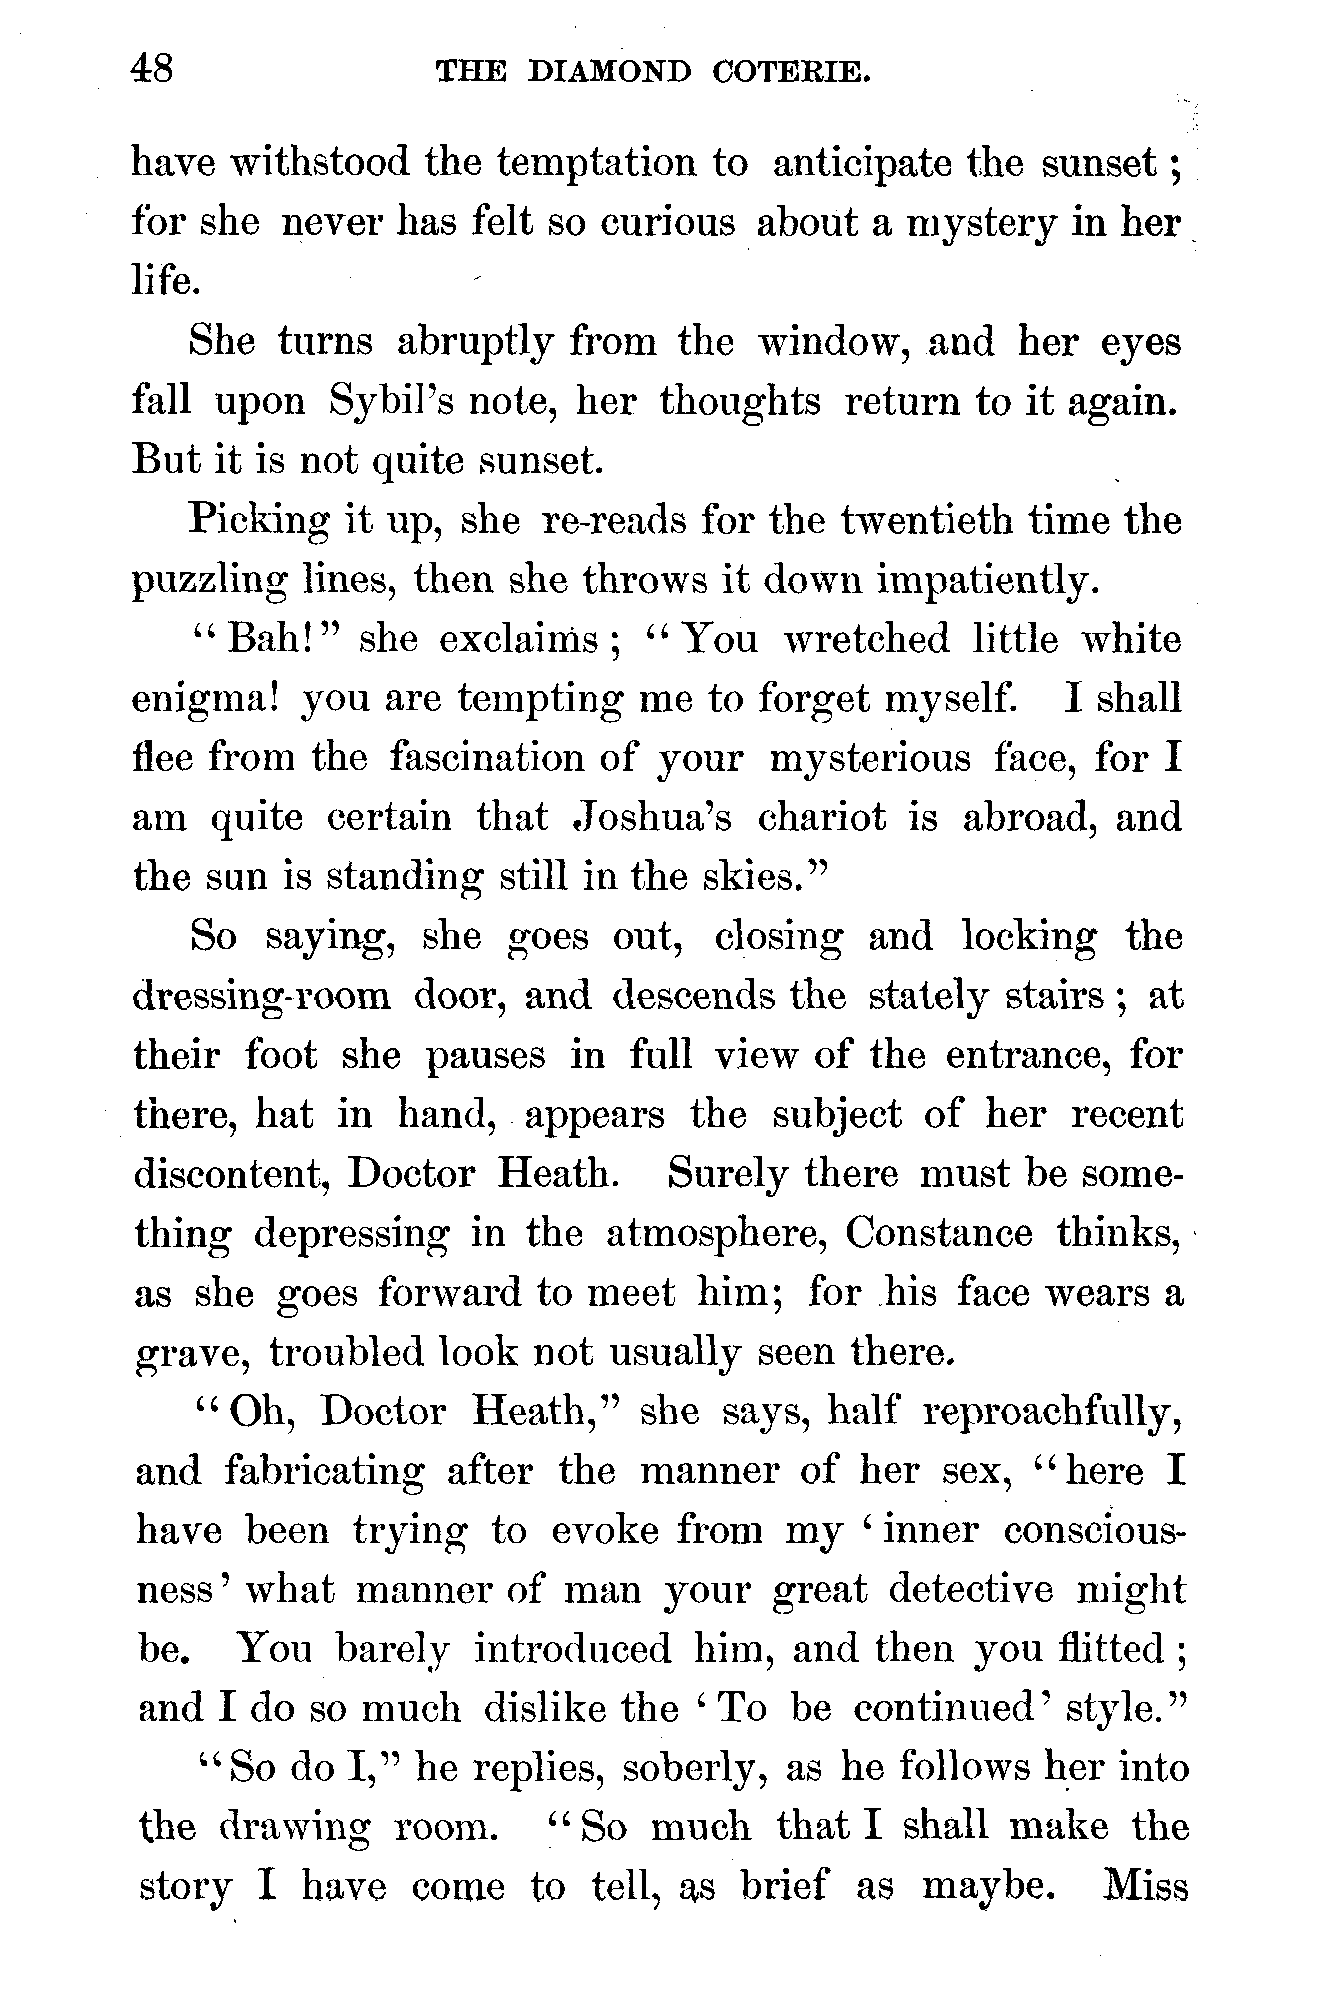 48 THE DIAMOND COTERIE.
have withstood the temptation to anticipate the sunset ;
for she never has felt so curious about a mystery in her
life.
She turns abruptly from the window, and her eyes
fall upon Sybil’s note, her thoughts return to it again.
But it is not quite sunset.
Picking it up, she re-reads for the twentieth time the
puzzling lines, then she throws it down impatiently.
“ Bah! ” she exclaims ; “ You wretched little white
enigma! you are tempting me to forget myself. I shall
flee from the fascination of your mysterious face, for I
am quite certain that Joshua’s chariot is abroad, and
the sun is standing still in the skies.”
So saying, she goes out, closing and locking the
dressing-room door, and descends the stately stairs ; at
their foot she pauses in full view of the entrance, for
there, hat in hand, appears the subject of her recent
discontent, Doctor Heath. Surely there must be some-
thing depressing in the atmosphere, Constance thinks,
as she goes forward to meet him; for his face wears a
grave, troubled look not usually seen there.
“ Oh, Doctor Heath,” she says, half reproachfully,
and fabricating after the manner of her sex, “ here I
have been trying to evoke from my ‘ inner conscious-
ness ’ what manner of man your great detective might
be. You barely introduced him, and then you flitted ;
and I do so much dislike the ‘ To be continued ’ style.”
“ So do I,” he replies, soberly, as he follows her into
the drawing room. “ So much that I shall make the
story I have come to tell, as brief as maybe. Miss